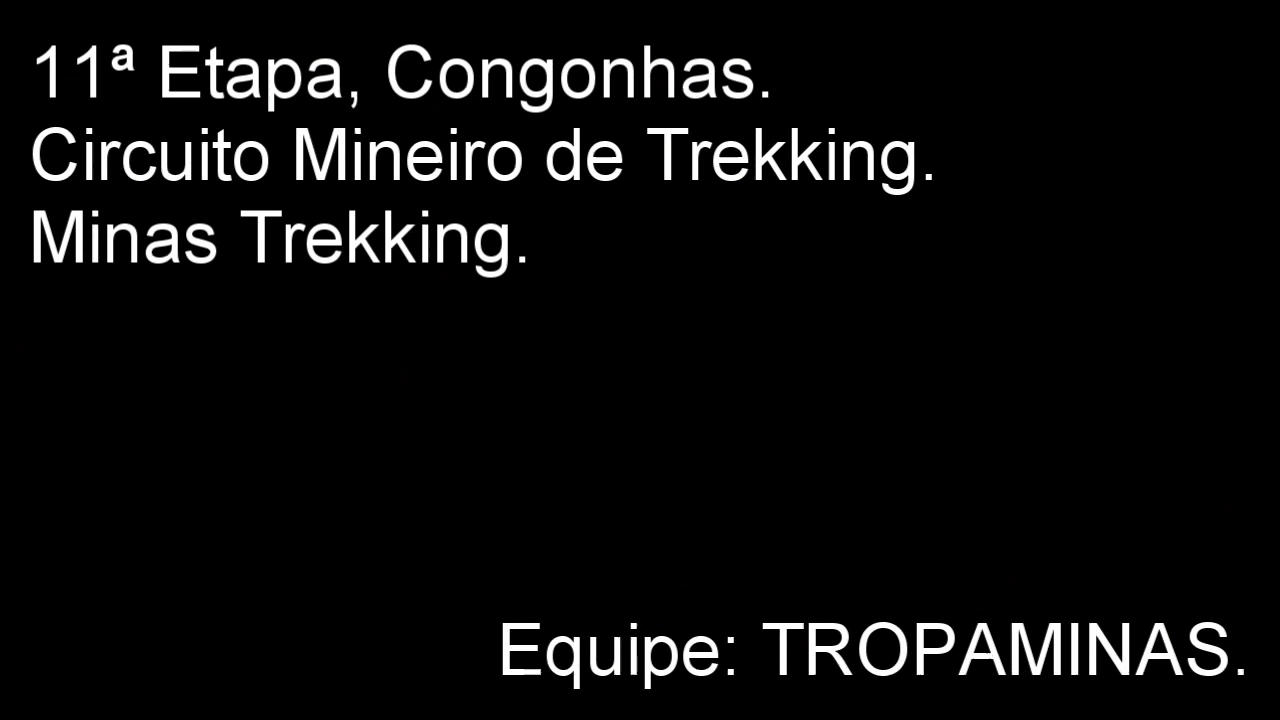 11ª Etapa, Congonhas.
Circuito Mineiro de Trekking.
Minas Trekking.
Equipe: TROPAMINAS.